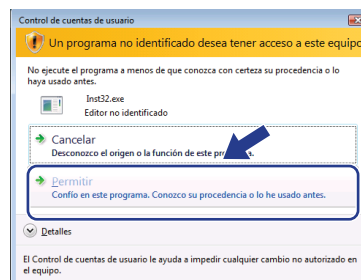 Control de cuentas de usuario
Un programa no identificado desea tener acceso a este equipo
No ejecute el programa a menos de que conozca con certeza su procedencia o lo
haya usado antes.
Inst32.exe
Editor no identificado
Cancelar
Desconozco el origen o la función de este programa.
Permitir
Confío en este programa. Conozco su procedencia o lo he usado antes.
Detalles
El Control de cuentas de usuario le ayuda a impedir cualquier cambio no autorizado en
el equipo.